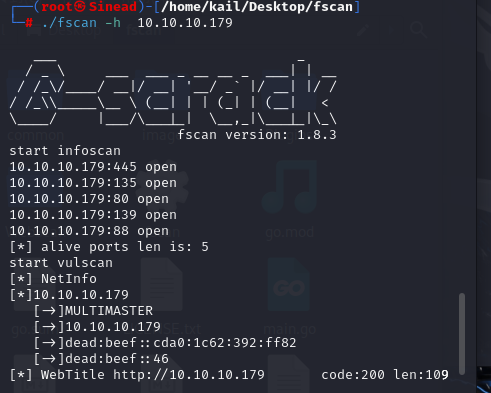 ┌──(root㉿Sinead)-[/home/kail/Desktop/fscan]
└─# ./fscan -h  10.10.10.179
fscan version: 1.8.3
start infoscan
10.10.10.179:445 open
10.10.10.179:135 open
10.10.10.179:80 open
10.10.10.179:139 open
10.10.10.179:88 open
[*] alive ports len is: 5
start vulscan
[*] NetInfo
[*]10.10.10.179
   [->]MULTIMASTER
   [->]10.10.10.179
   [->]dead:beef::cda0:1c62:392:ff82
   [->]dead:beef::46
[*] WebTitle http://10.10.10.179       code:200 len:109